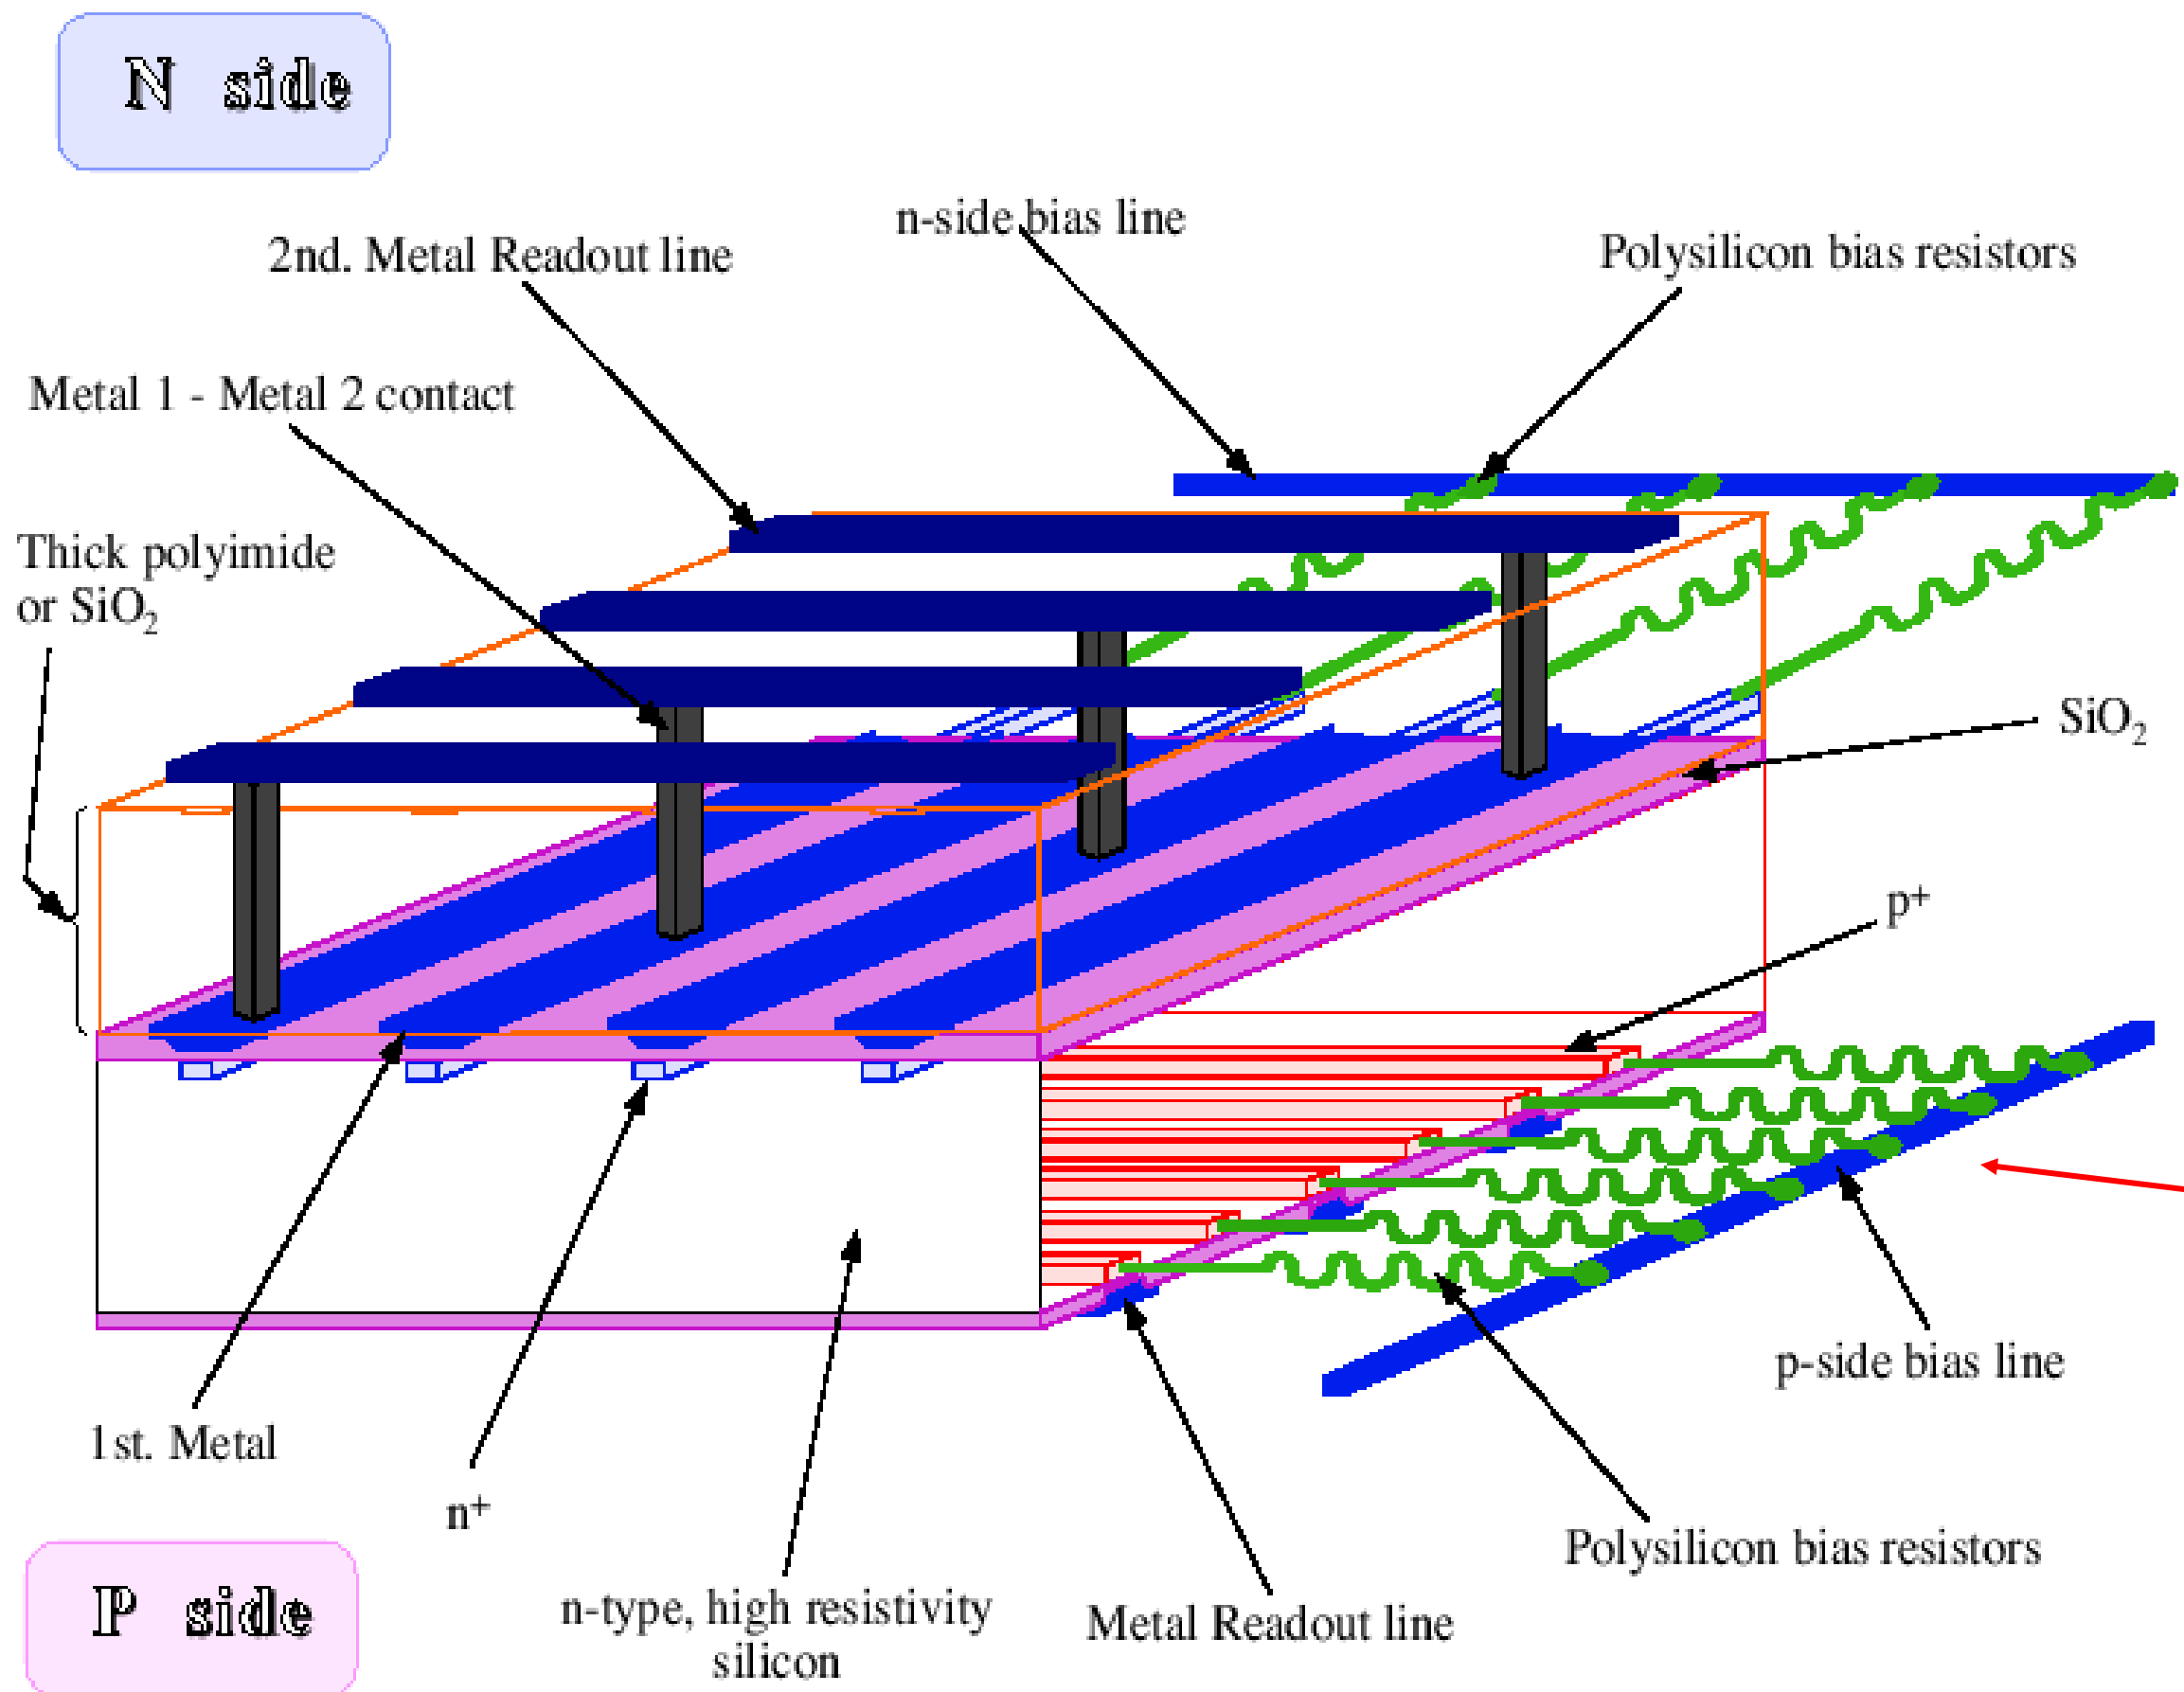 N side
n-side bias line
2nd. Metal Readout line
Polysilicon bias resistors
Metal 1 - Metal 2 contact
Thick polyimide
or SiO₂
SiO₂
p⁺
p-side bias line
1st. Metal
n⁺
Polysilicon bias resistors
n-type, high resistivity
silicon
Metal Readout line
P side